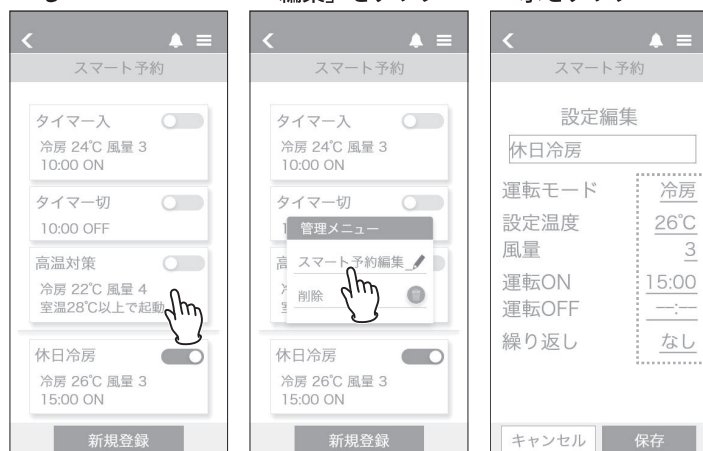 スマート予約
タイマー入
冷房 24℃ 風量 3
10:00 ON
タイマー切
10:00 OFF
高温対策
冷房 22℃ 風量 4
室温28℃以上で起動
休日冷房
冷房 26℃ 風量 3
15:00 ON
新規登録
スマート予約
タイマー入
冷房 24℃ 風量 3
10:00 ON
タイマー切
管理メニュー
スマート予約編集
削除
休日冷房
冷房 26℃ 風量 3
15:00 ON
新規登録
スマート予約
設定編集
休日冷房
運転モード 冷房
設定温度 26℃
風量 3
運転ON 15:00
運転OFF --:--
繰り返し なし
キャンセル 保存